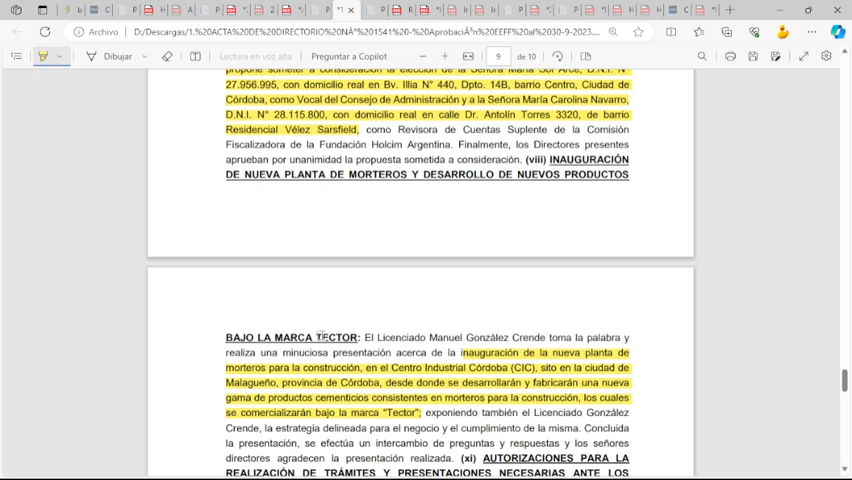 D:/Descargas/1.%20ACTA%20DE%20DIRECTORIO%20NÂº%201541%20-%20AprobaciÃ³n%20EEFF%20al%2030-9-2023....
Archivo
Dibujar
Lectura en voz alta
Preguntar a Copilot
9 de 10
propone someter a consideración la elección de la Señora María Sol Arce, D.N.I. N°
27.956.995, con domicilio real en Bv. Illia N° 440, Dpto. 14B, barrio Centro, Ciudad de
Córdoba, como Vocal del Consejo de Administración y a la Señora María Carolina Navarro,
D.N.I. N° 28.115.800, con domicilio real en calle Dr. Antolín Torres 3320, de barrio
Residencial Vélez Sarsfield, como Revisora de Cuentas Suplente de la Comisión
Fiscalizadora de la Fundación Holcim Argentina. Finalmente, los Directores presentes
aprueban por unanimidad la propuesta sometida a consideración. (viii) INAUGURACIÓN
DE NUEVA PLANTA DE MORTEROS Y DESARROLLO DE NUEVOS PRODUCTOS
BAJO LA MARCA TECTOR: El Licenciado Manuel González Crende toma la palabra y
realiza una minuciosa presentación acerca de la inauguración de la nueva planta de
morteros para la construcción, en el Centro Industrial Córdoba (CIC), sito en la ciudad de
Malagueño, provincia de Córdoba, desde donde se desarrollarán y fabricarán una nueva
gama de productos cementicios consistentes en morteros para la construcción, los cuales
se comercializarán bajo la marca "Tector"; exponiendo también el Licenciado González
Crende, la estrategia delineada para el negocio y el cumplimiento de la misma. Concluida
la presentación, se efectúa un intercambio de preguntas y respuestas y los señores
directores agradecen la presentación realizada. (xi) AUTORIZACIONES PARA LA
REALIZACIÓN DE TRÁMITES Y PRESENTACIONES NECESARIAS ANTE LOS